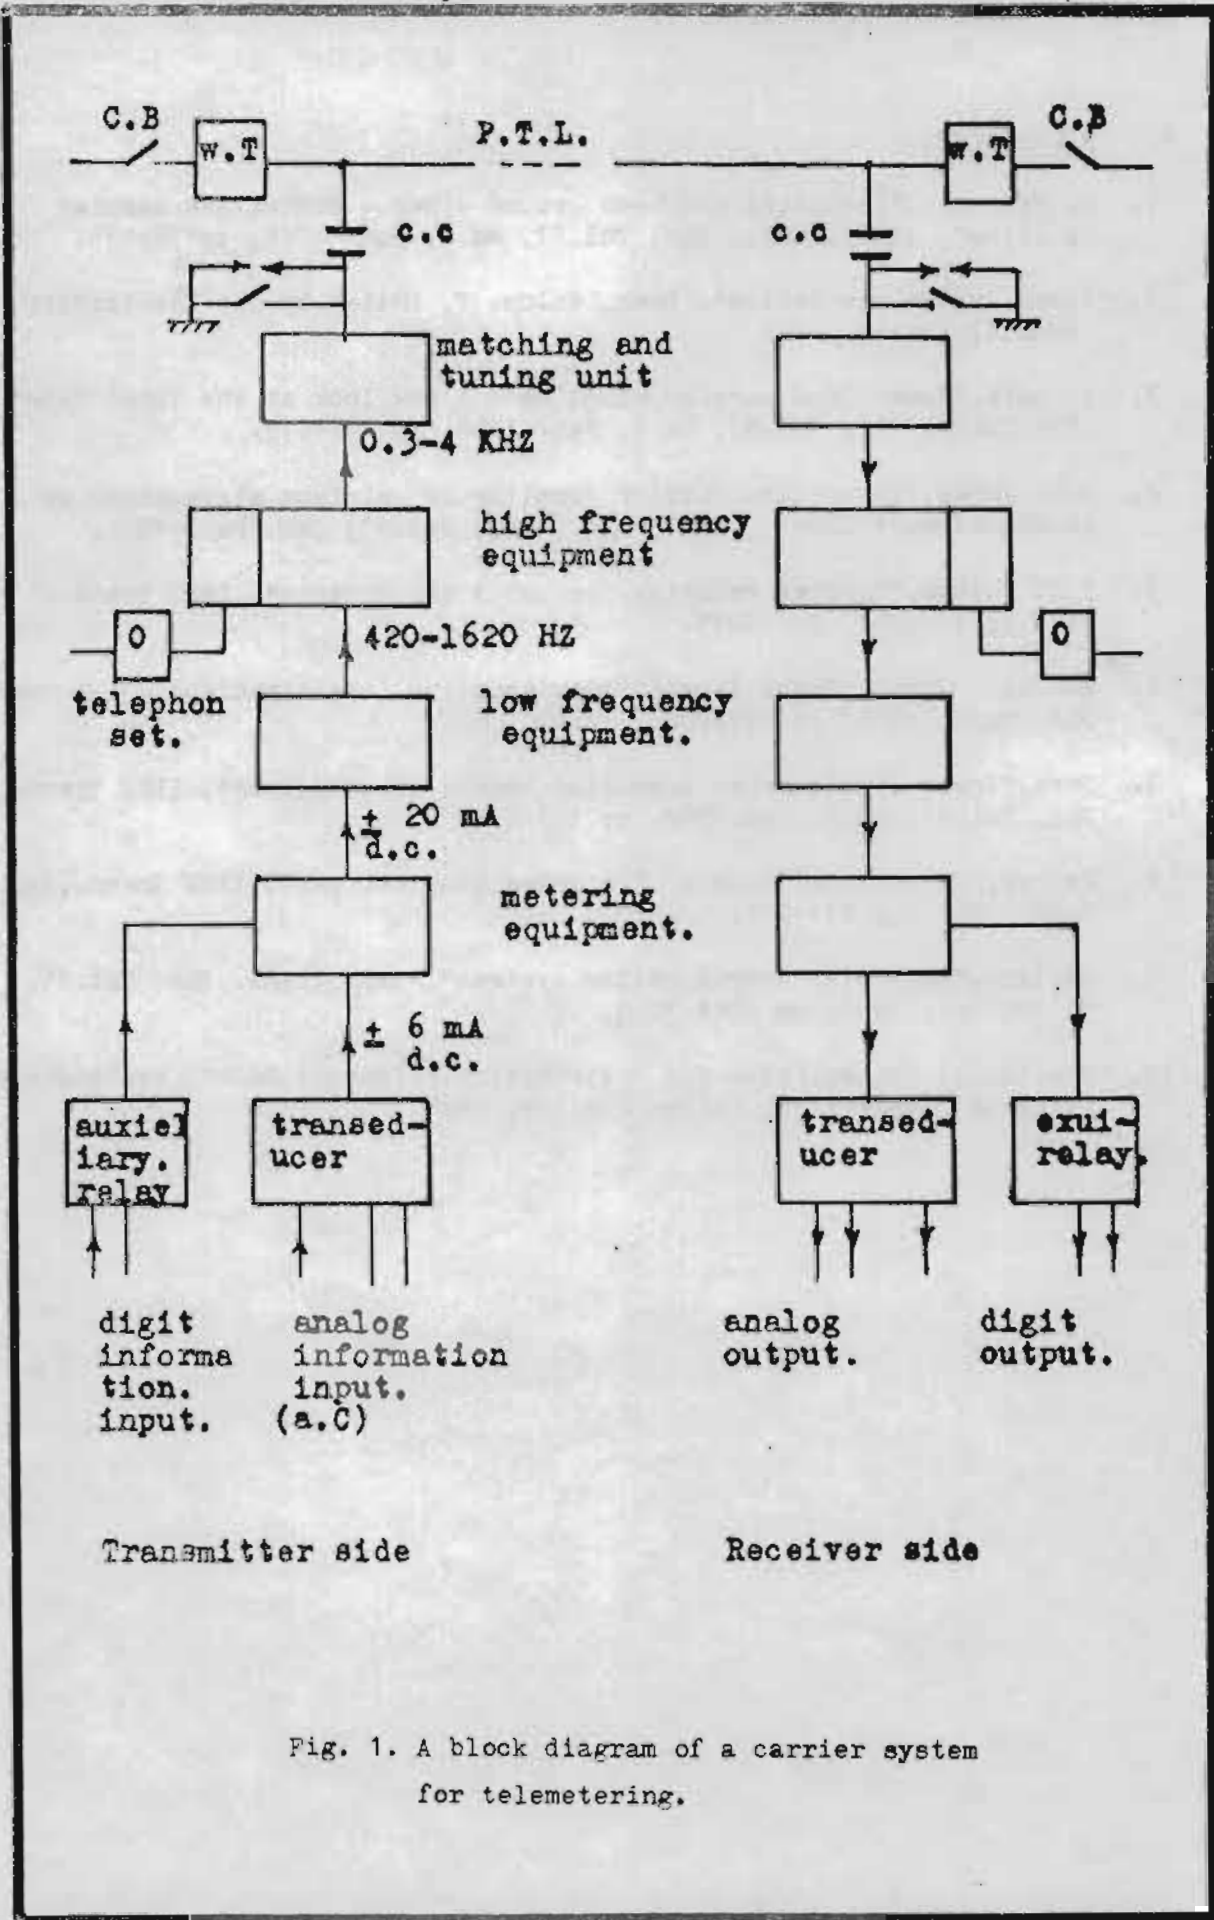 C.B
w.T
P.T.L.
w.T
C.B
c.c
c.c
matching and
tuning unit
0.3-4 KHZ
high frequency
equipment
O
420-1620 HZ
O
telephon
set.
low frequency
equipment.
± 20 mA
d.c.
metering
equipment.
± 6 mA
d.c.
auxiel
iary.
relay
transed-
ucer
transed-
ucer
exui-
relay.
digit
informa
tion.
input.
analog
information
input.
(a.C)
analog
output.
digit
output.
Transmitter side
Receiver side
Fig. 1. A block diagram of a carrier system
for telemetering.